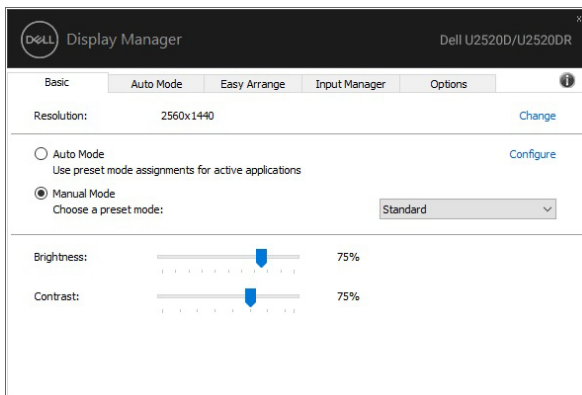 DELL Display Manager Dell U2520D/U2520DR
Basic Auto Mode Easy Arrange Input Manager Options
Resolution: 2560x1440 Change
Auto Mode Configure
Use preset mode assignments for active applications
Manual Mode
Choose a preset mode: Standard
Brightness: 75%
Contrast: 75%